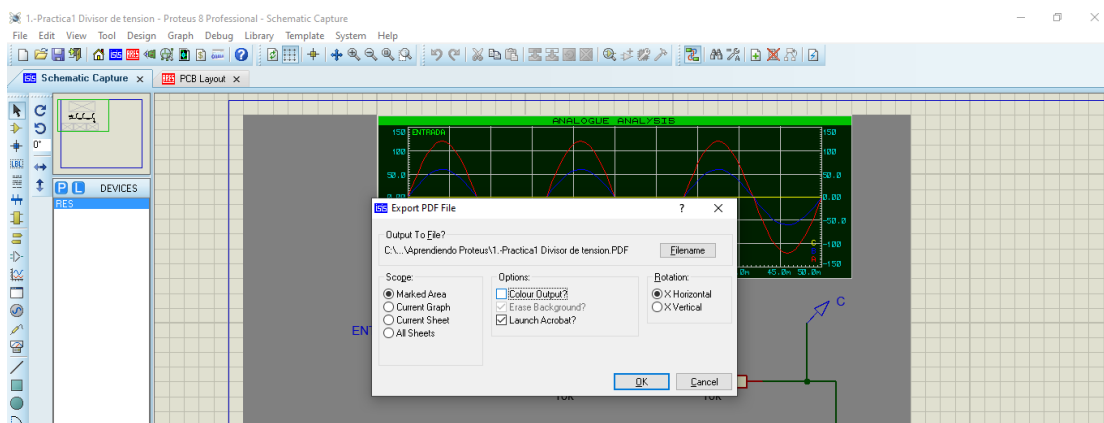 1.-Practica1 Divisor de tension - Proteus 8 Professional - Schematic Capture
File Edit View Tool Design Graph Debug Library Template System Help
Schematic Capture x PCB Layout x
0°
LBL
P L DEVICES
RES
ANALOGUE ANALYSIS
150 ENTRADA 150
100 100
50.0 50.0
0.00 0.00
-50.0
-100
-150
45.0m 50.0m
C
A
Export PDF File ? X
Output To File?
C:\...\Aprendiendo Proteus\1.-Practica1 Divisor de tension.PDF Filename
Scope: Options: Rotation:
Marked Area Colour Output? X Horizontal
Current Graph Erase Background? X Vertical
Current Sheet Launch Acrobat?
All Sheets
OK Cancel
C
ENT
10K 10K